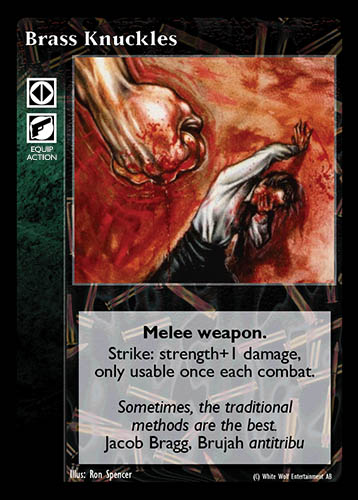 Brass Knuckles
EQUIP
ACTION
Melee weapon.
Strike: strength+1 damage,
only usable once each combat.
Sometimes, the traditional
methods are the best.
Jacob Bragg, Brujah antitribu
Illus: Ron Spencer
(C) White Wolf Entertainment AB